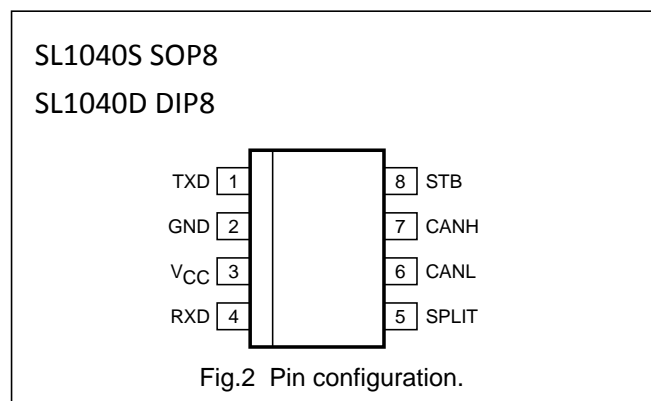 SL1040S SOP8
SL1040D DIP8
TXD 1 8 STB
GND 2 7 CANH
VCC 3 6 CANL
RXD 4 5 SPLIT
Fig.2 Pin configuration.